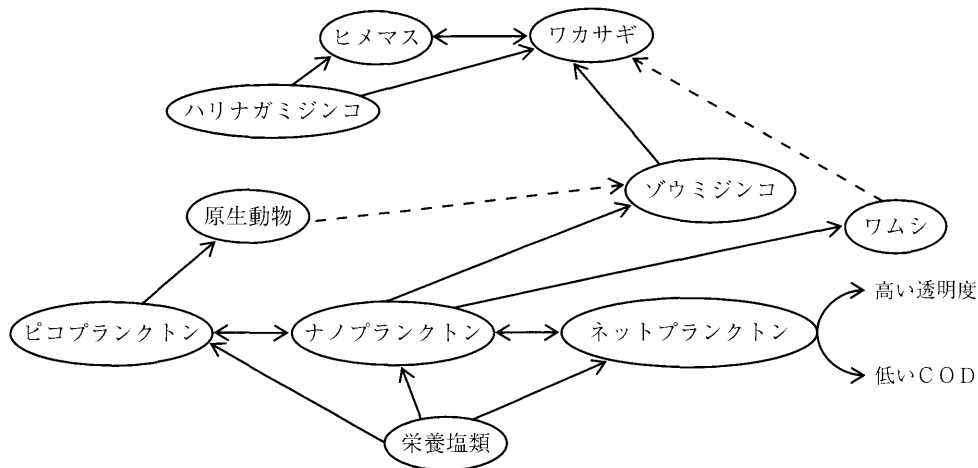 ヒメマス
ワカサギ
ハリナガミジンコ
ゾウミジンコ
原生動物
ワムシ
高い透明度
ピコプランクトン
ナノプランクトン
ネットプランクトン
低いCOD
栄養塩類